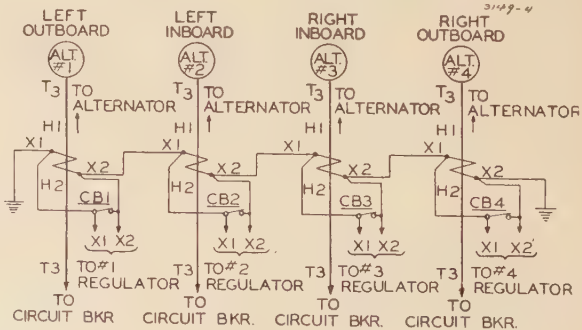 3149-4
LEFT OUTBOARD
LEFT INBOARD
RIGHT INBOARD
RIGHT OUTBOARD
ALT. #1
ALT. #2
ALT. #3
ALT. #4
T3 TO ALTERNATOR
T3 TO ALTERNATOR
T3 TO ALTERNATOR
T3 TO ALTERNATOR
H1
H1
H1
H1
X1
X1
X1
X1
X2
X2
X2
X2
H2
H2
H2
H2
CB1
CB2
CB3
CB4
X1 X2
X1 X2
X1 X2
X1 X2
T3 TO #1 REGULATOR
T3 TO #2 REGULATOR
T3 TO #3 REGULATOR
T3 TO #4 REGULATOR
TO CIRCUIT BKR
TO CIRCUIT BKR.
TO CIRCUIT BKR.
TO CIRCUIT BKR.